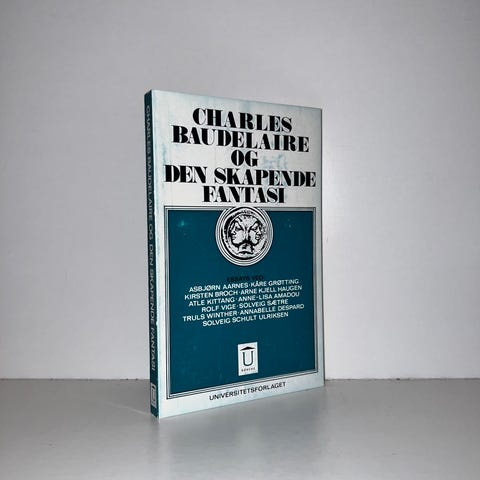 CHARLES
BAUDELAIRE
OG
DEN SKAPENDE
FANTASI
ESSAYS VED:
ASBJØRN AARNES · KÅRE GRØTTING
KIRSTEN BROCH · ARNE KJELL HAUGEN
ATLE KITTANG · ANNE-LISA AMADOU
ROLF VIGE · SOLVEIG SÆTRE
TRULS WINTHER · ANNABELLE DESPARD
SOLVEIG SCHULT ULRIKSEN
U
UNIVERSITETSFORLAGET
CHARLES BAUDELAIRE OG DEN SKAPENDE FANTASI